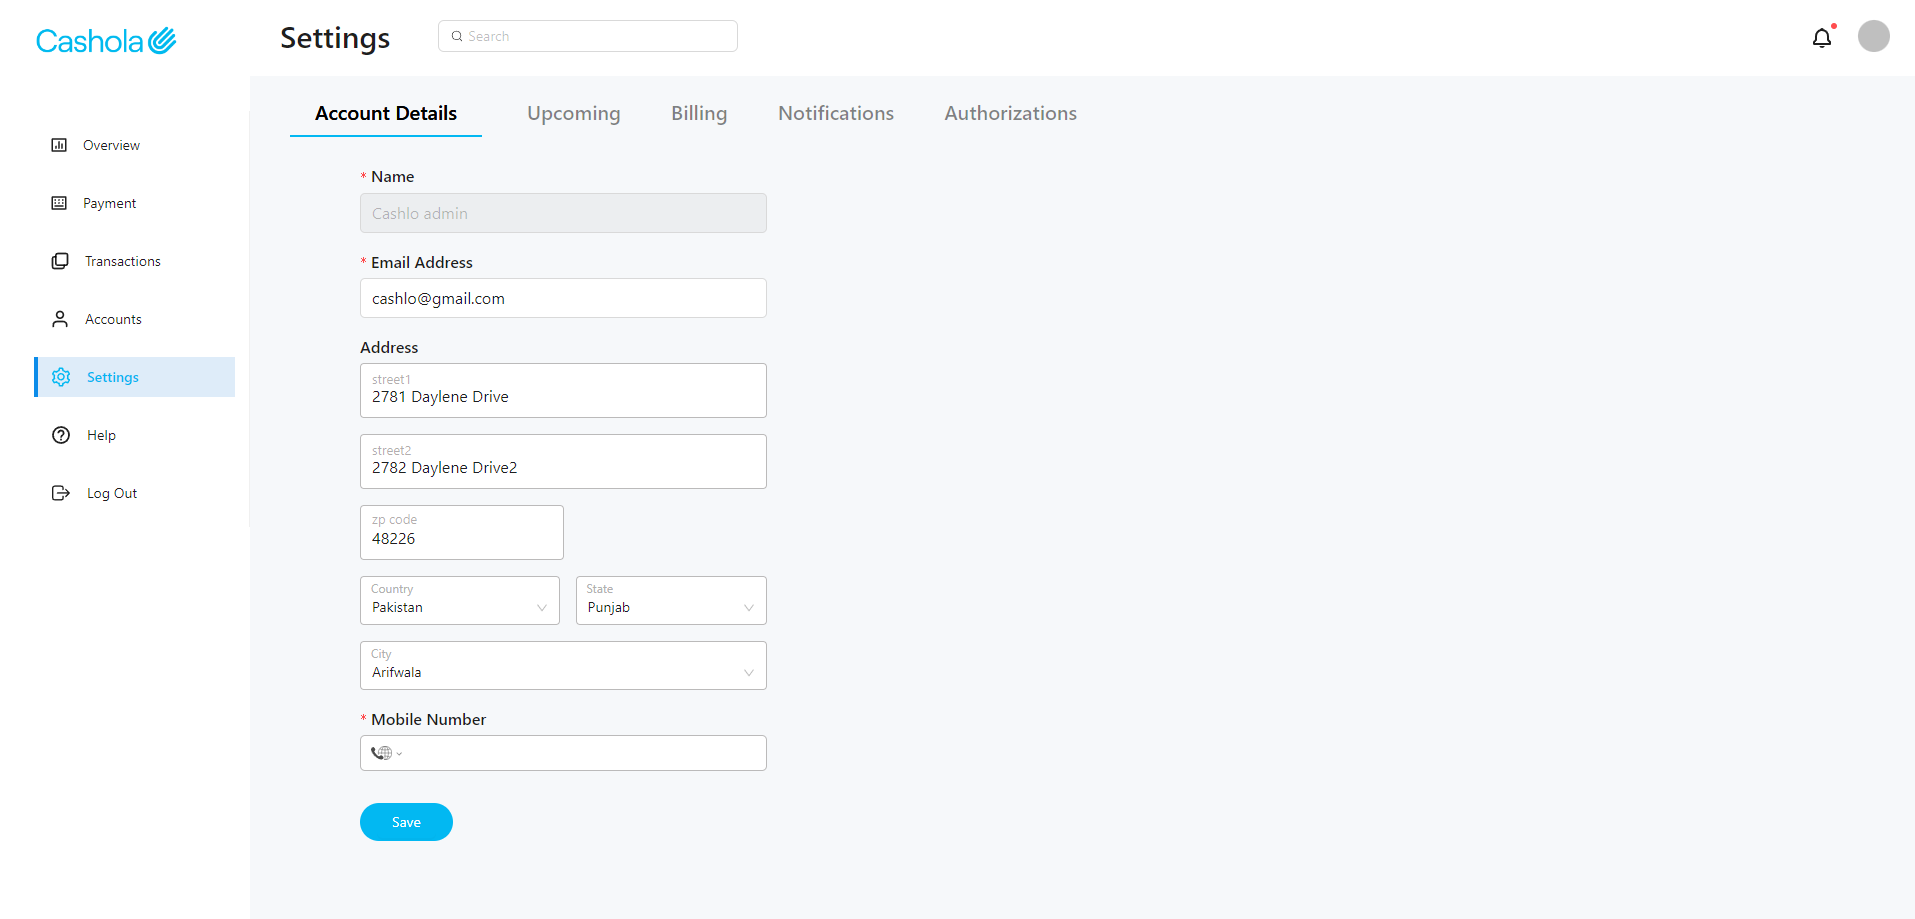 Cashola
Settings
Search
Overview
Payment
Transactions
Accounts
Settings
Help
Log Out
Account Details
Upcoming
Billing
Notifications
Authorizations
* Name
Cashlo admin
* Email Address
cashlo@gmail.com
Address
street1
2781 Daylene Drive
street2
2782 Daylene Drive2
zp code
48226
Country
Pakistan
State
Punjab
City
Arifwala
* Mobile Number
Save